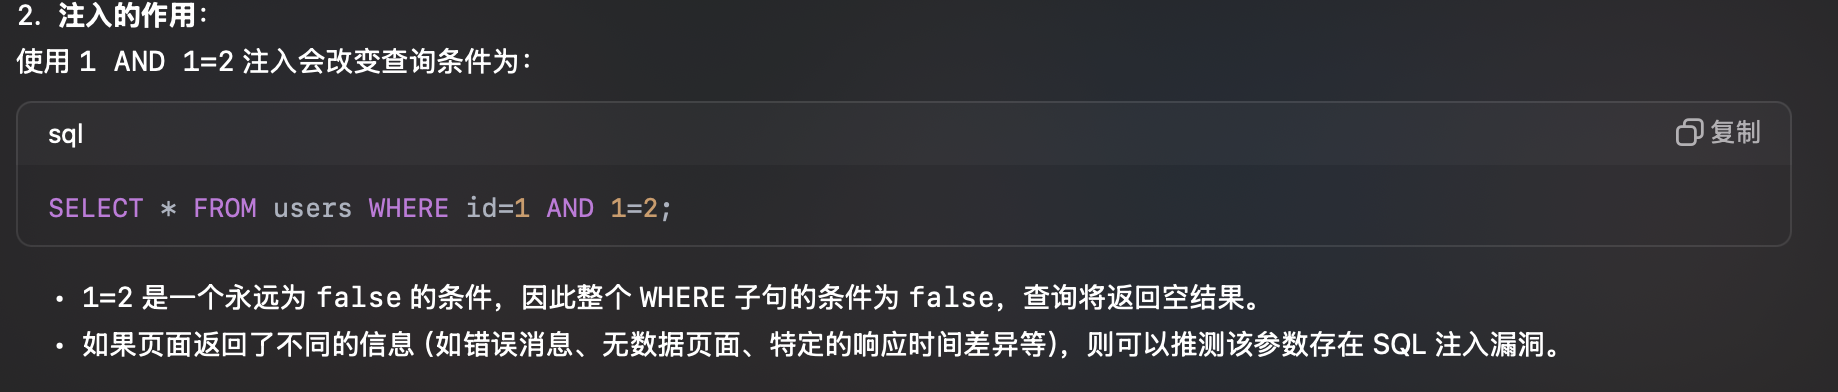 2. 注入的作用：
使用 1 AND 1=2 注入会改变查询条件为：
sql
复制
SELECT * FROM users WHERE id=1 AND 1=2;
• 1=2 是一个永远为 false 的条件，因此整个 WHERE 子句的条件为 false，查询将返回空结果。
• 如果页面返回了不同的信息（如错误消息、无数据页面、特定的响应时间差异等），则可以推测该参数存在 SQL 注入漏洞。